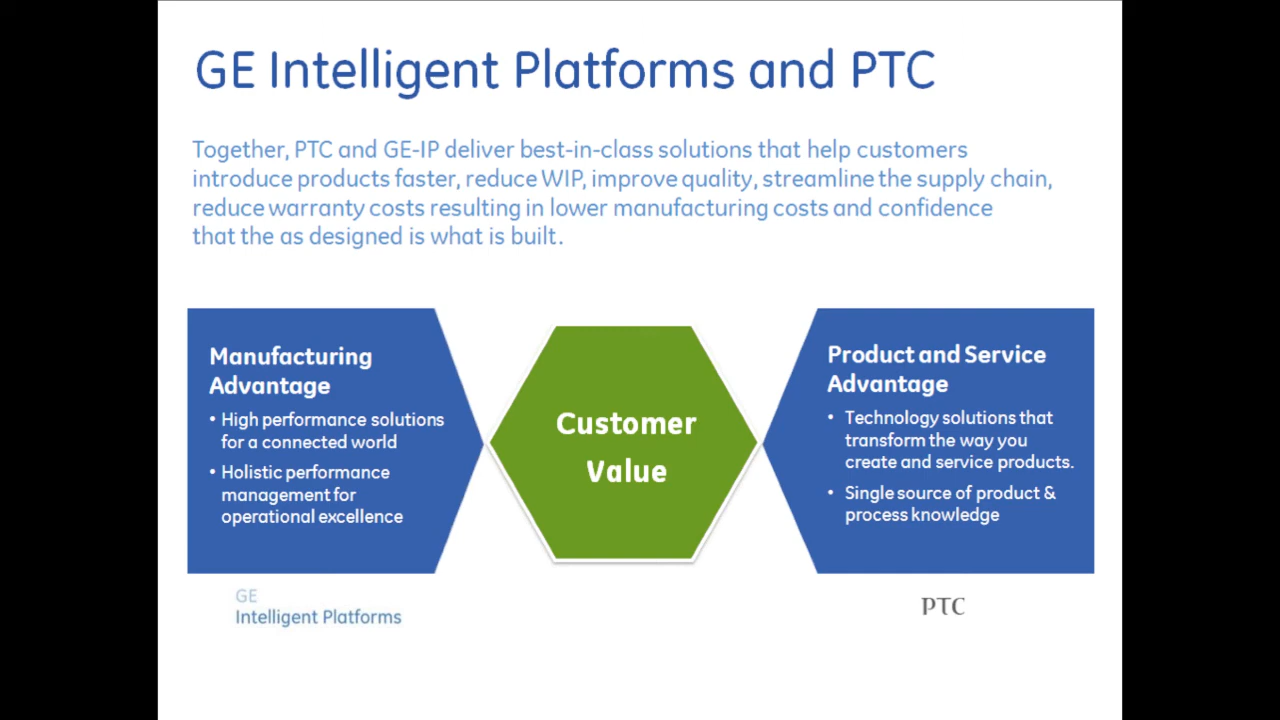 GE Intelligent Platforms and PTC
Together, PTC and GE-IP deliver best-in-class solutions that help customers
introduce products faster, reduce WIP, improve quality, streamline the supply chain,
reduce warranty costs resulting in lower manufacturing costs and confidence
that the as designed is what is built.
Manufacturing
Advantage
• High performance solutions
for a connected world
• Holistic performance
management for
operational excellence
Customer
Value
Product and Service
Advantage
• Technology solutions that
transform the way you
create and service products.
• Single source of product &
process knowledge
GE
Intelligent Platforms
PTC